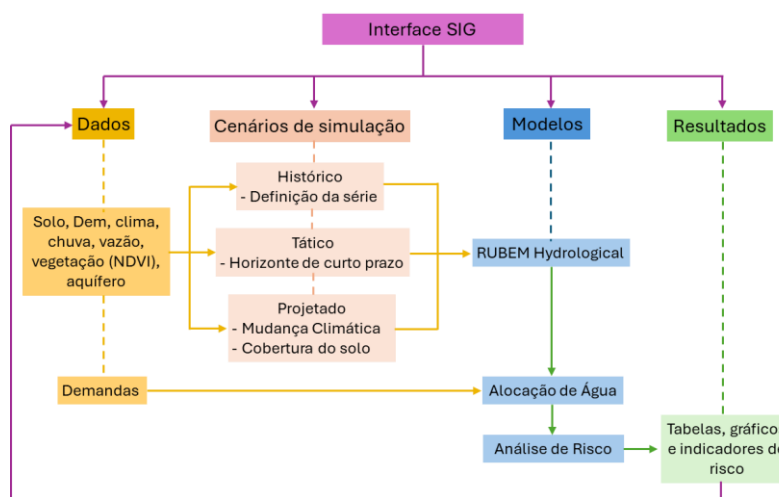 Interface SIG
Dados
Cenários de simulação
Modelos
Resultados
Histórico
- Definição da série
Solo, Dem, clima,
chuva, vazão,
vegetação (NDVI),
aquífero
Tático
- Horizonte de curto prazo
RUBEM Hydrological
Projetado
- Mudança Climática
- Cobertura do solo
Demandas
Alocação de Água
Análise de Risco
Tabelas, gráfico
e indicadores d
risco